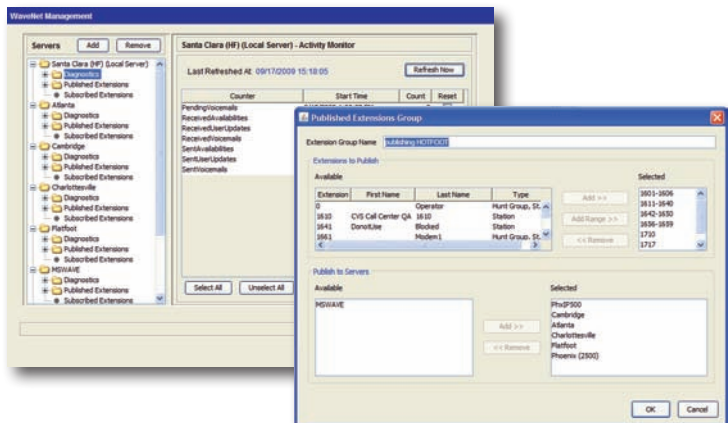 WaveNet Management
Servers Add Remove
Santa Clara (HF) (Local Server)
Diagnostics
Published Extensions
Subscribed Extensions
Atlanta
Diagnostics
Published Extensions
Subscribed Extensions
Cambridge
Diagnostics
Published Extensions
Subscribed Extensions
Charlottesville
Diagnostics
Published Extensions
Subscribed Extensions
Flatfoot
Diagnostics
Published Extensions
Subscribed Extensions
MSWAVE
Diagnostics
Published Extensions
Subscribed Extensions
Santa Clara (HF) (Local Server) - Activity Monitor
Last Refreshed At 09/17/2009 15:18:05 Refresh Now
Counter Start Time Count Reset
PendingVoicemails
ReceivedAvailabilities
ReceivedUserUpdates
ReceivedVoicemails
SentAvailabilities
SentUserUpdates
SentVoicemails
Select All Unselect All
Published Extensions Group
Extension Group Name publishing HOTFOOT
Extensions to Publish
Available
Extension First Name Last Name Type
0 Operator Hunt Group, St.
1610 CVS Call Center QA 1610 Station
1641 DonotUse Blocked Station
1661 Modem1 Hunt Group, St.
Add >>
Add Range >>
<< Remove
Selected
1601-1606
1611-1640
1642-1650
1656-1659
1710
1717
Publish to Servers
Available
MSWAVE
Add >>
<< Remove
Selected
PhxIP500
Cambridge
Atlanta
Charlottesville
Flatfoot
Phoenix (2500)
OK Cancel